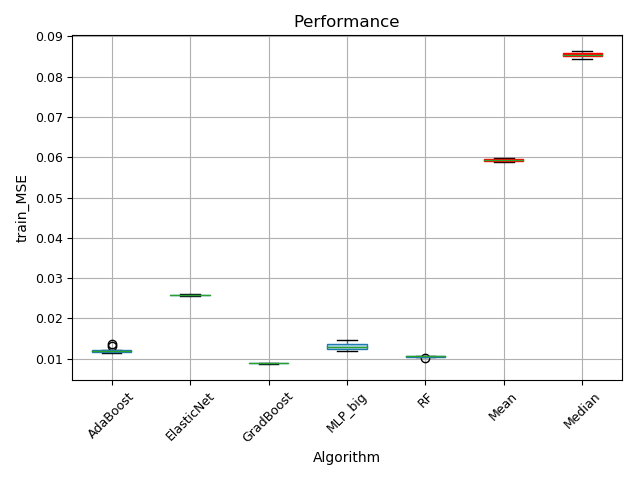 Performance
0.09
0.08
0.07
0.06
0.05
0.04
0.03
0.02
0.01
train_MSE
AdaBoost
ElasticNet
GradBoost
MLP_big
RF
Mean
Median
Algorithm